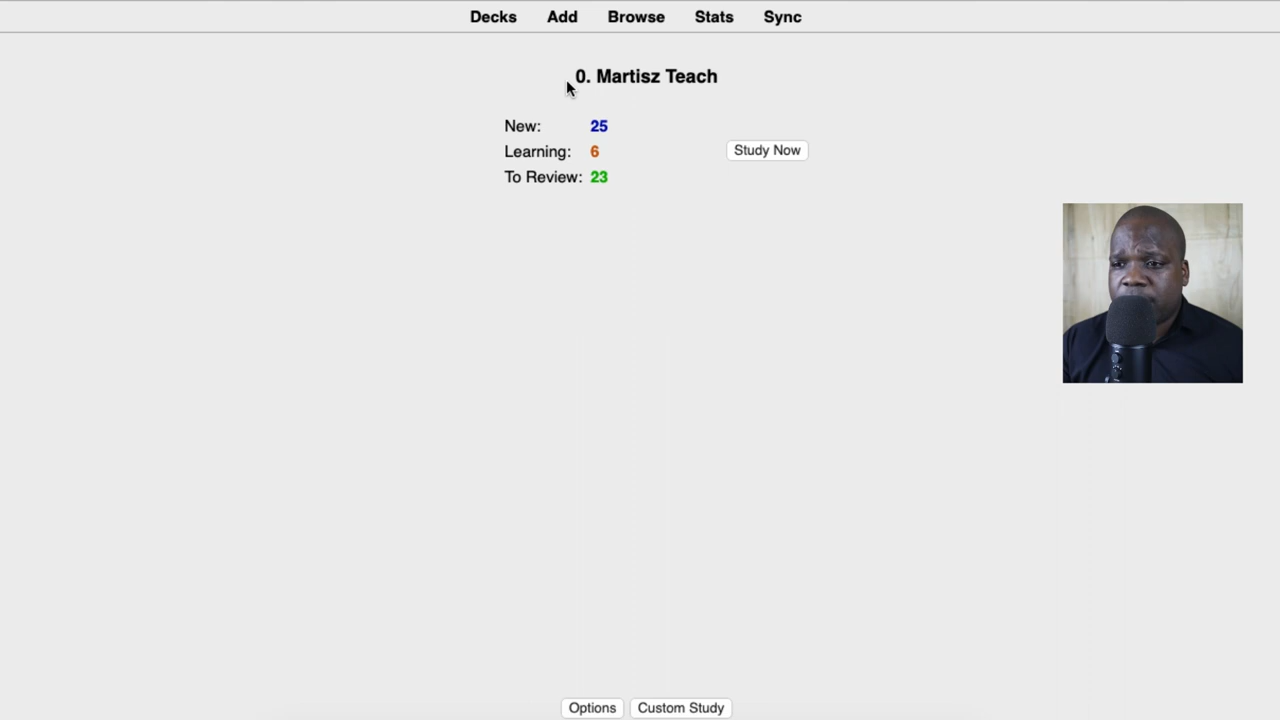 Decks Add Browse Stats Sync
0. Martisz Teach
New: 25
Learning: 6
Study Now
To Review: 23
Options Custom Study